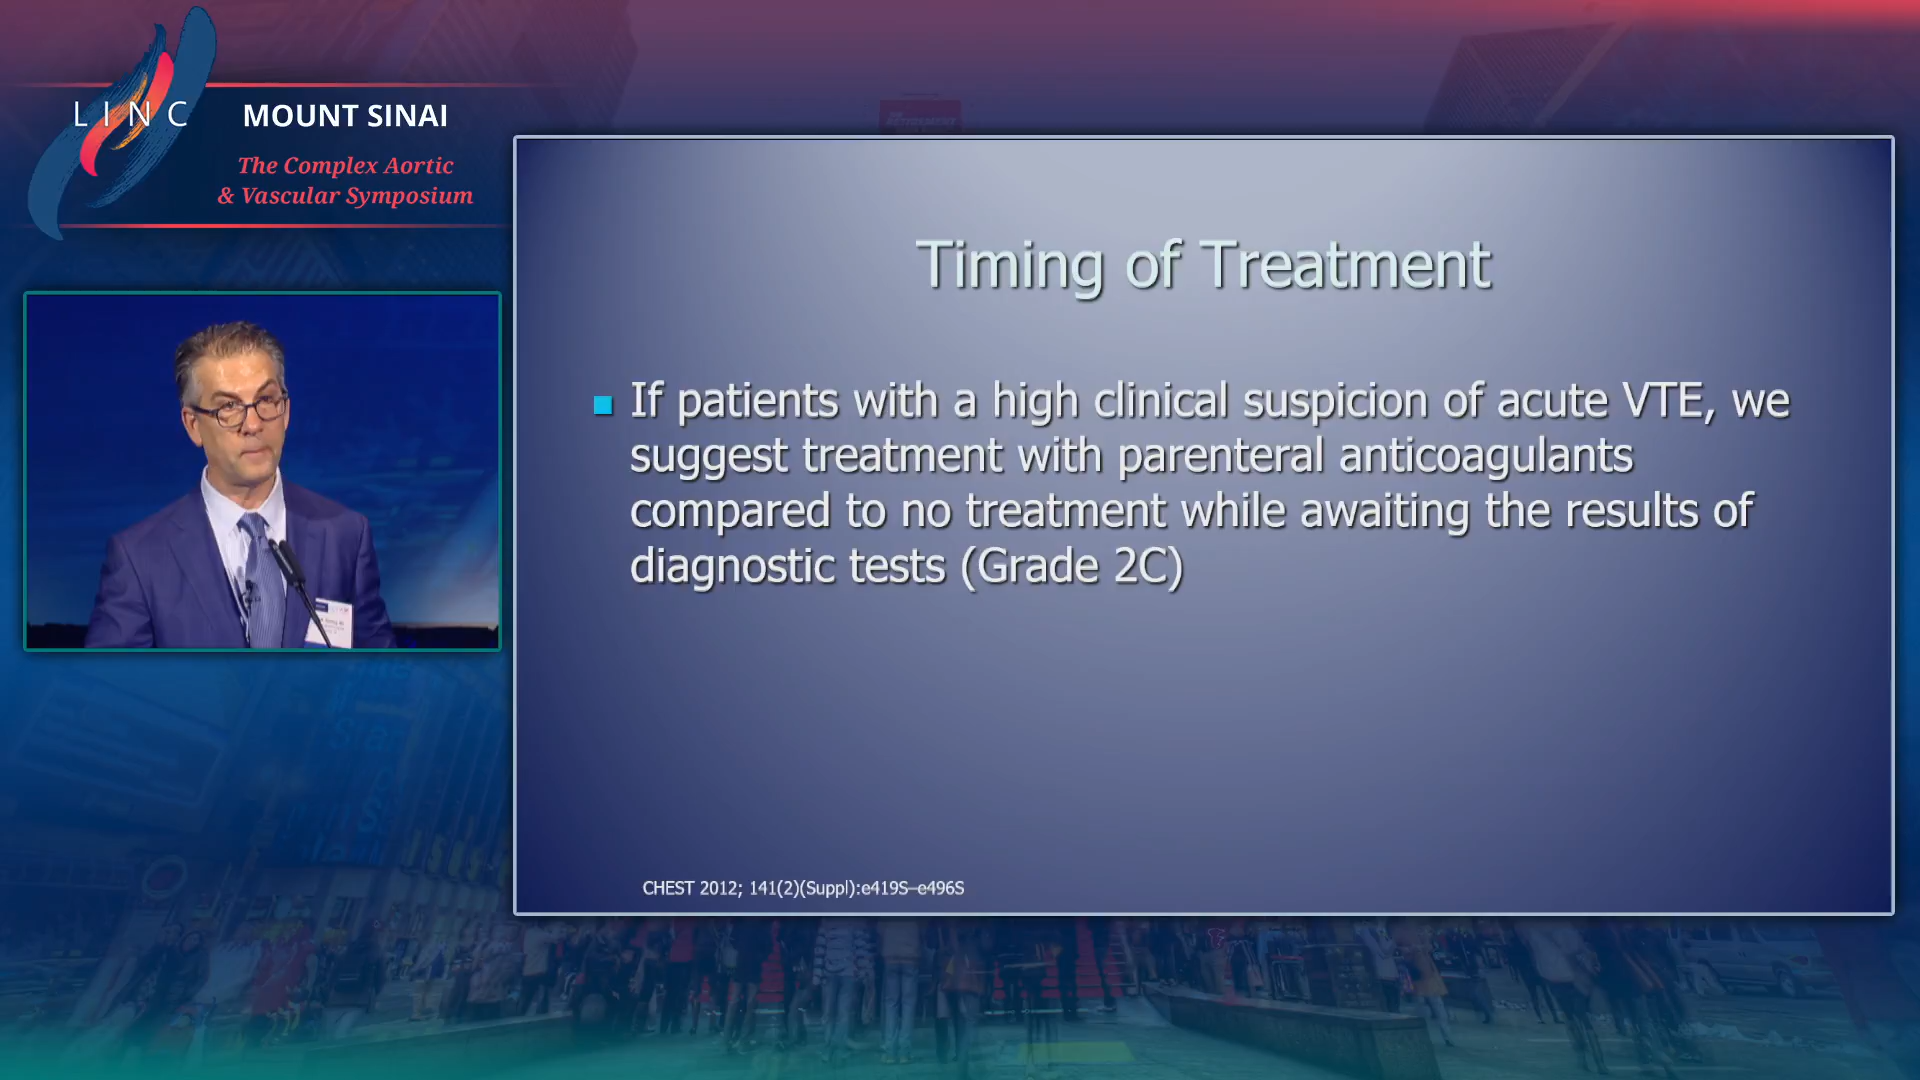 LINC
MOUNT SINAI
The Complex Aortic
& Vascular Symposium
Timing of Treatment
If patients with a high clinical suspicion of acute VTE, we
suggest treatment with parenteral anticoagulants
compared to no treatment while awaiting the results of
diagnostic tests (Grade 2C)
CHEST 2012; 141(2)(Suppl):e419S–e496S